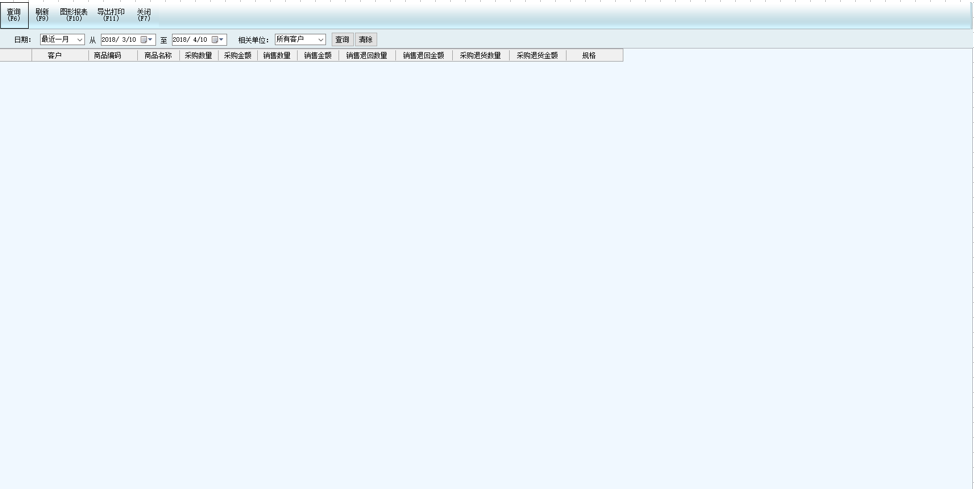 查询 刷新 图形报表 导出打印 关闭
(F6) (F9) (F10) (F11) (F7)
日期: 最近一月 从 2018/ 3/10 至 2018/ 4/10 相关单位: 所有客户 查询 清除
客户 商品编码 商品名称 采购数量 采购金额 销售数量 销售金额 销售退回数量 销售退回金额 采购退货数量 采购退货金额 规格